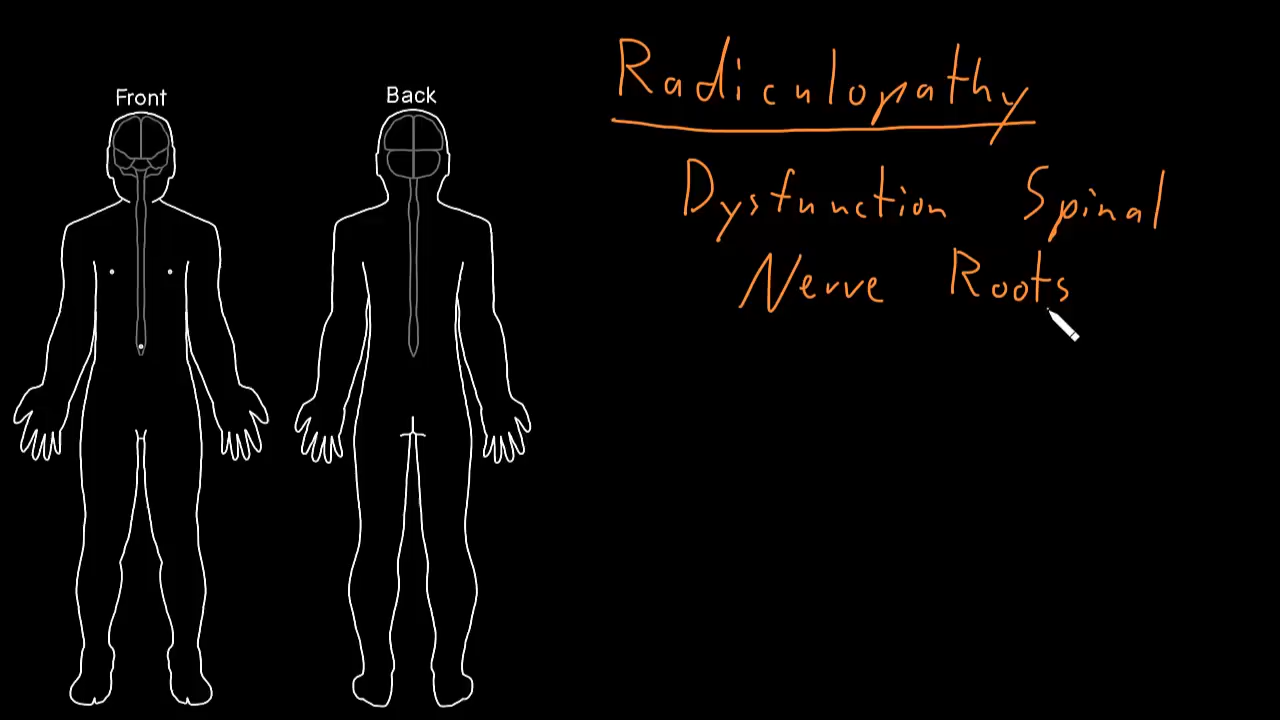 Front
Back
Radiculopathy
Dysfunction Spinal
Nerve Roots